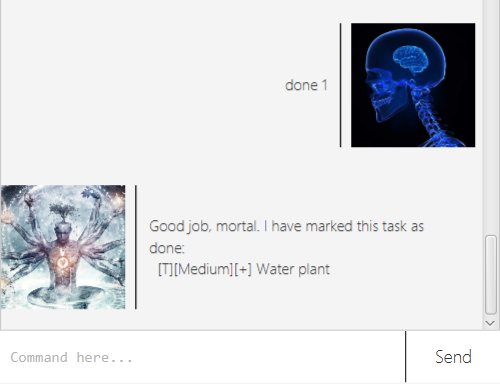 done 1
Good job, mortal. I have marked this task as
done:
[T][Medium][+] Water plant
Command here...
Send